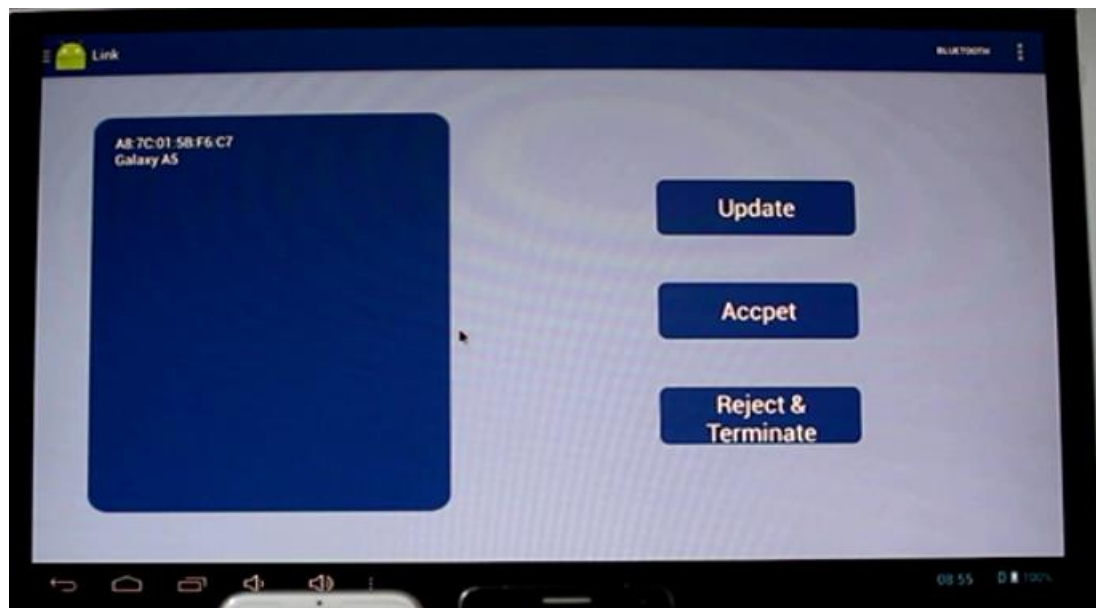 Link
BLUETOOTH
A8:7C:01:5B:F6:C7
Galaxy A5
Update
Accpet
Reject &
Terminate
08:55
D
100%